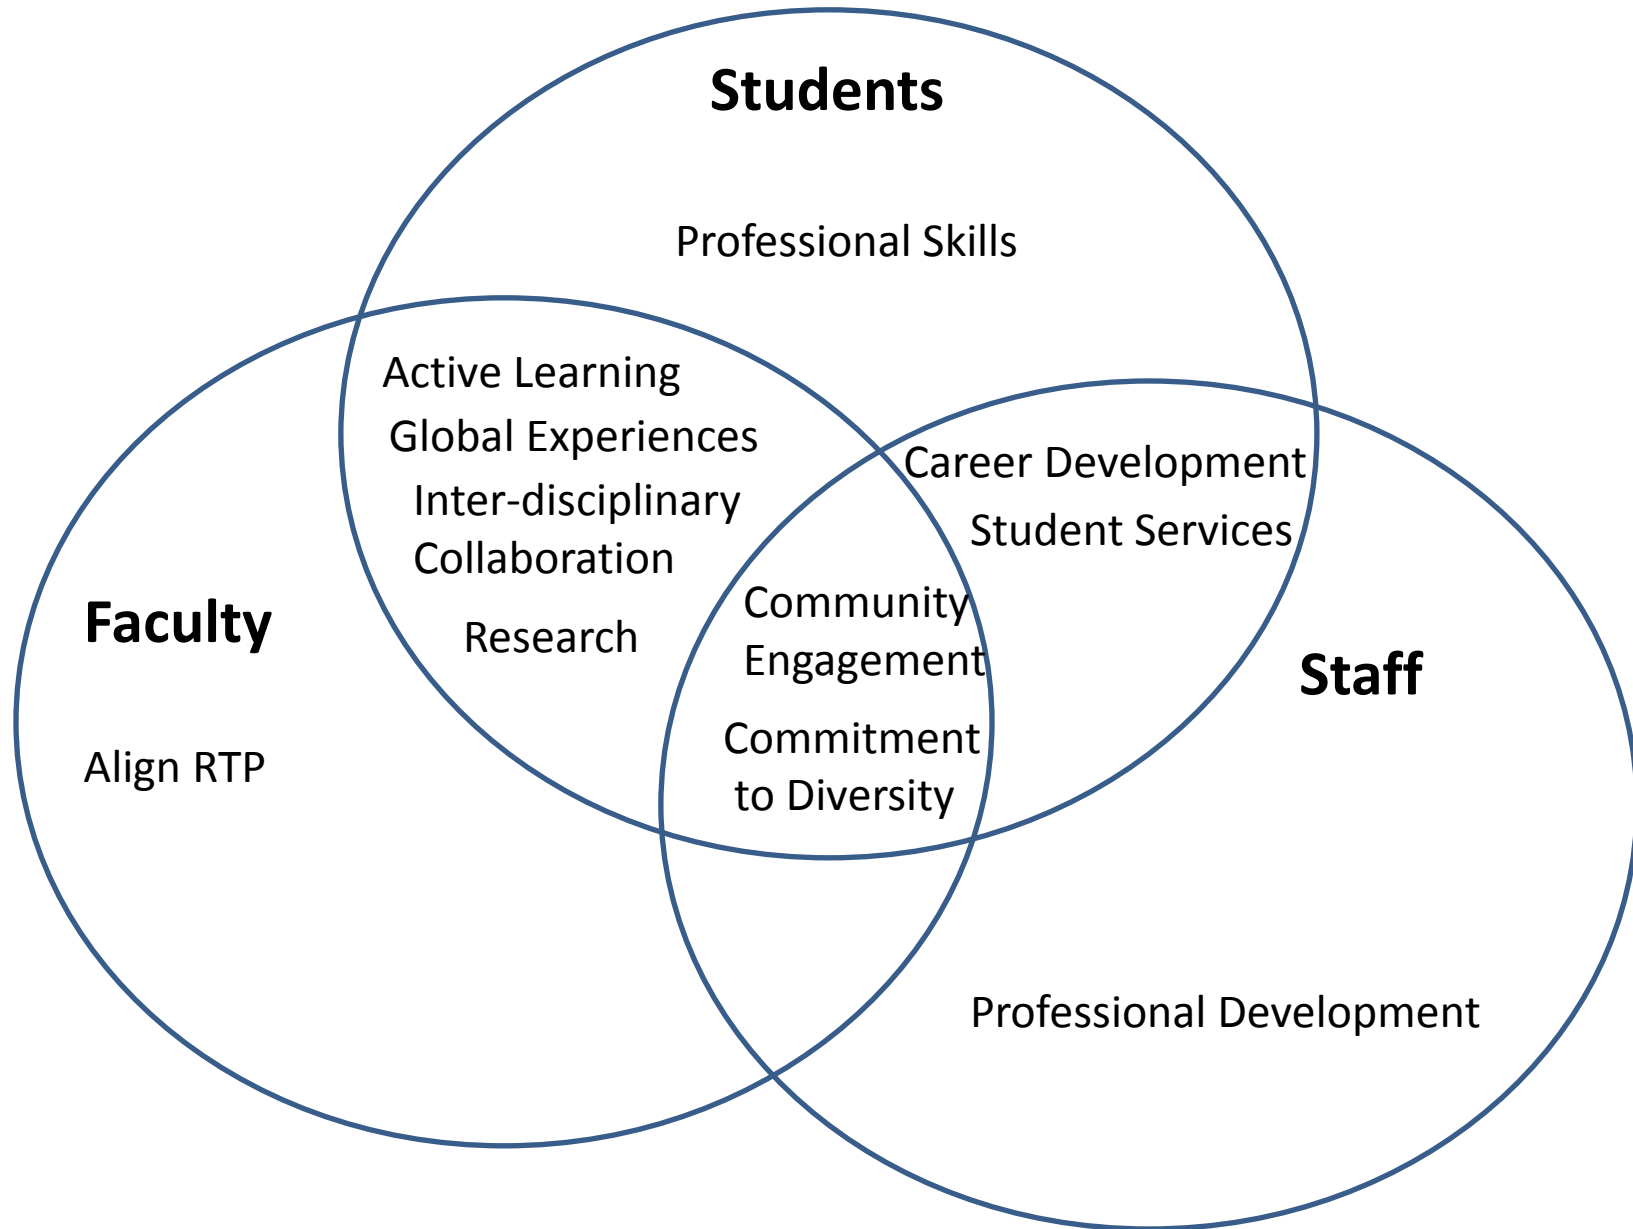 Students
Professional Skills
Active Learning
Global Experiences
Inter-disciplinary
Collaboration
Research
Career Development
Student Services
Community
Engagement
Commitment
to Diversity
Faculty
Align RTP
Staff
Professional Development